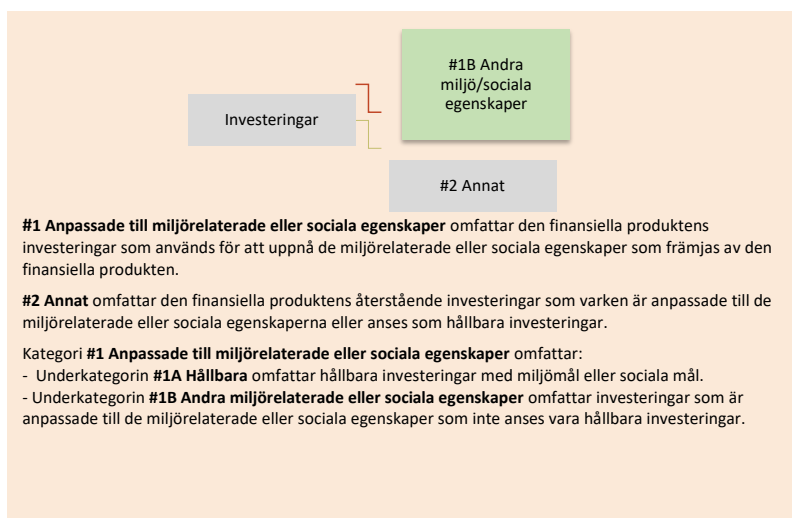 #1B Andra
miljö/sociala
egenskaper
Investeringar
#2 Annat
#1 Anpassade till miljörelaterade eller sociala egenskaper omfattar den finansiella produktens
investeringar som används för att uppnå de miljörelaterade eller sociala egenskaper som främjas av den
finansiella produkten.
#2 Annat omfattar den finansiella produktens återstående investeringar som varken är anpassade till de
miljörelaterade eller sociala egenskaperna eller anses som hållbara investeringar.
Kategori #1 Anpassade till miljörelaterade eller sociala egenskaper omfattar:
- Underkategorin #1A Hållbara omfattar hållbara investeringar med miljömål eller sociala mål.
- Underkategorin #1B Andra miljörelaterade eller sociala egenskaper omfattar investeringar som är
anpassade till de miljörelaterade eller sociala egenskaper som inte anses vara hållbara investeringar.